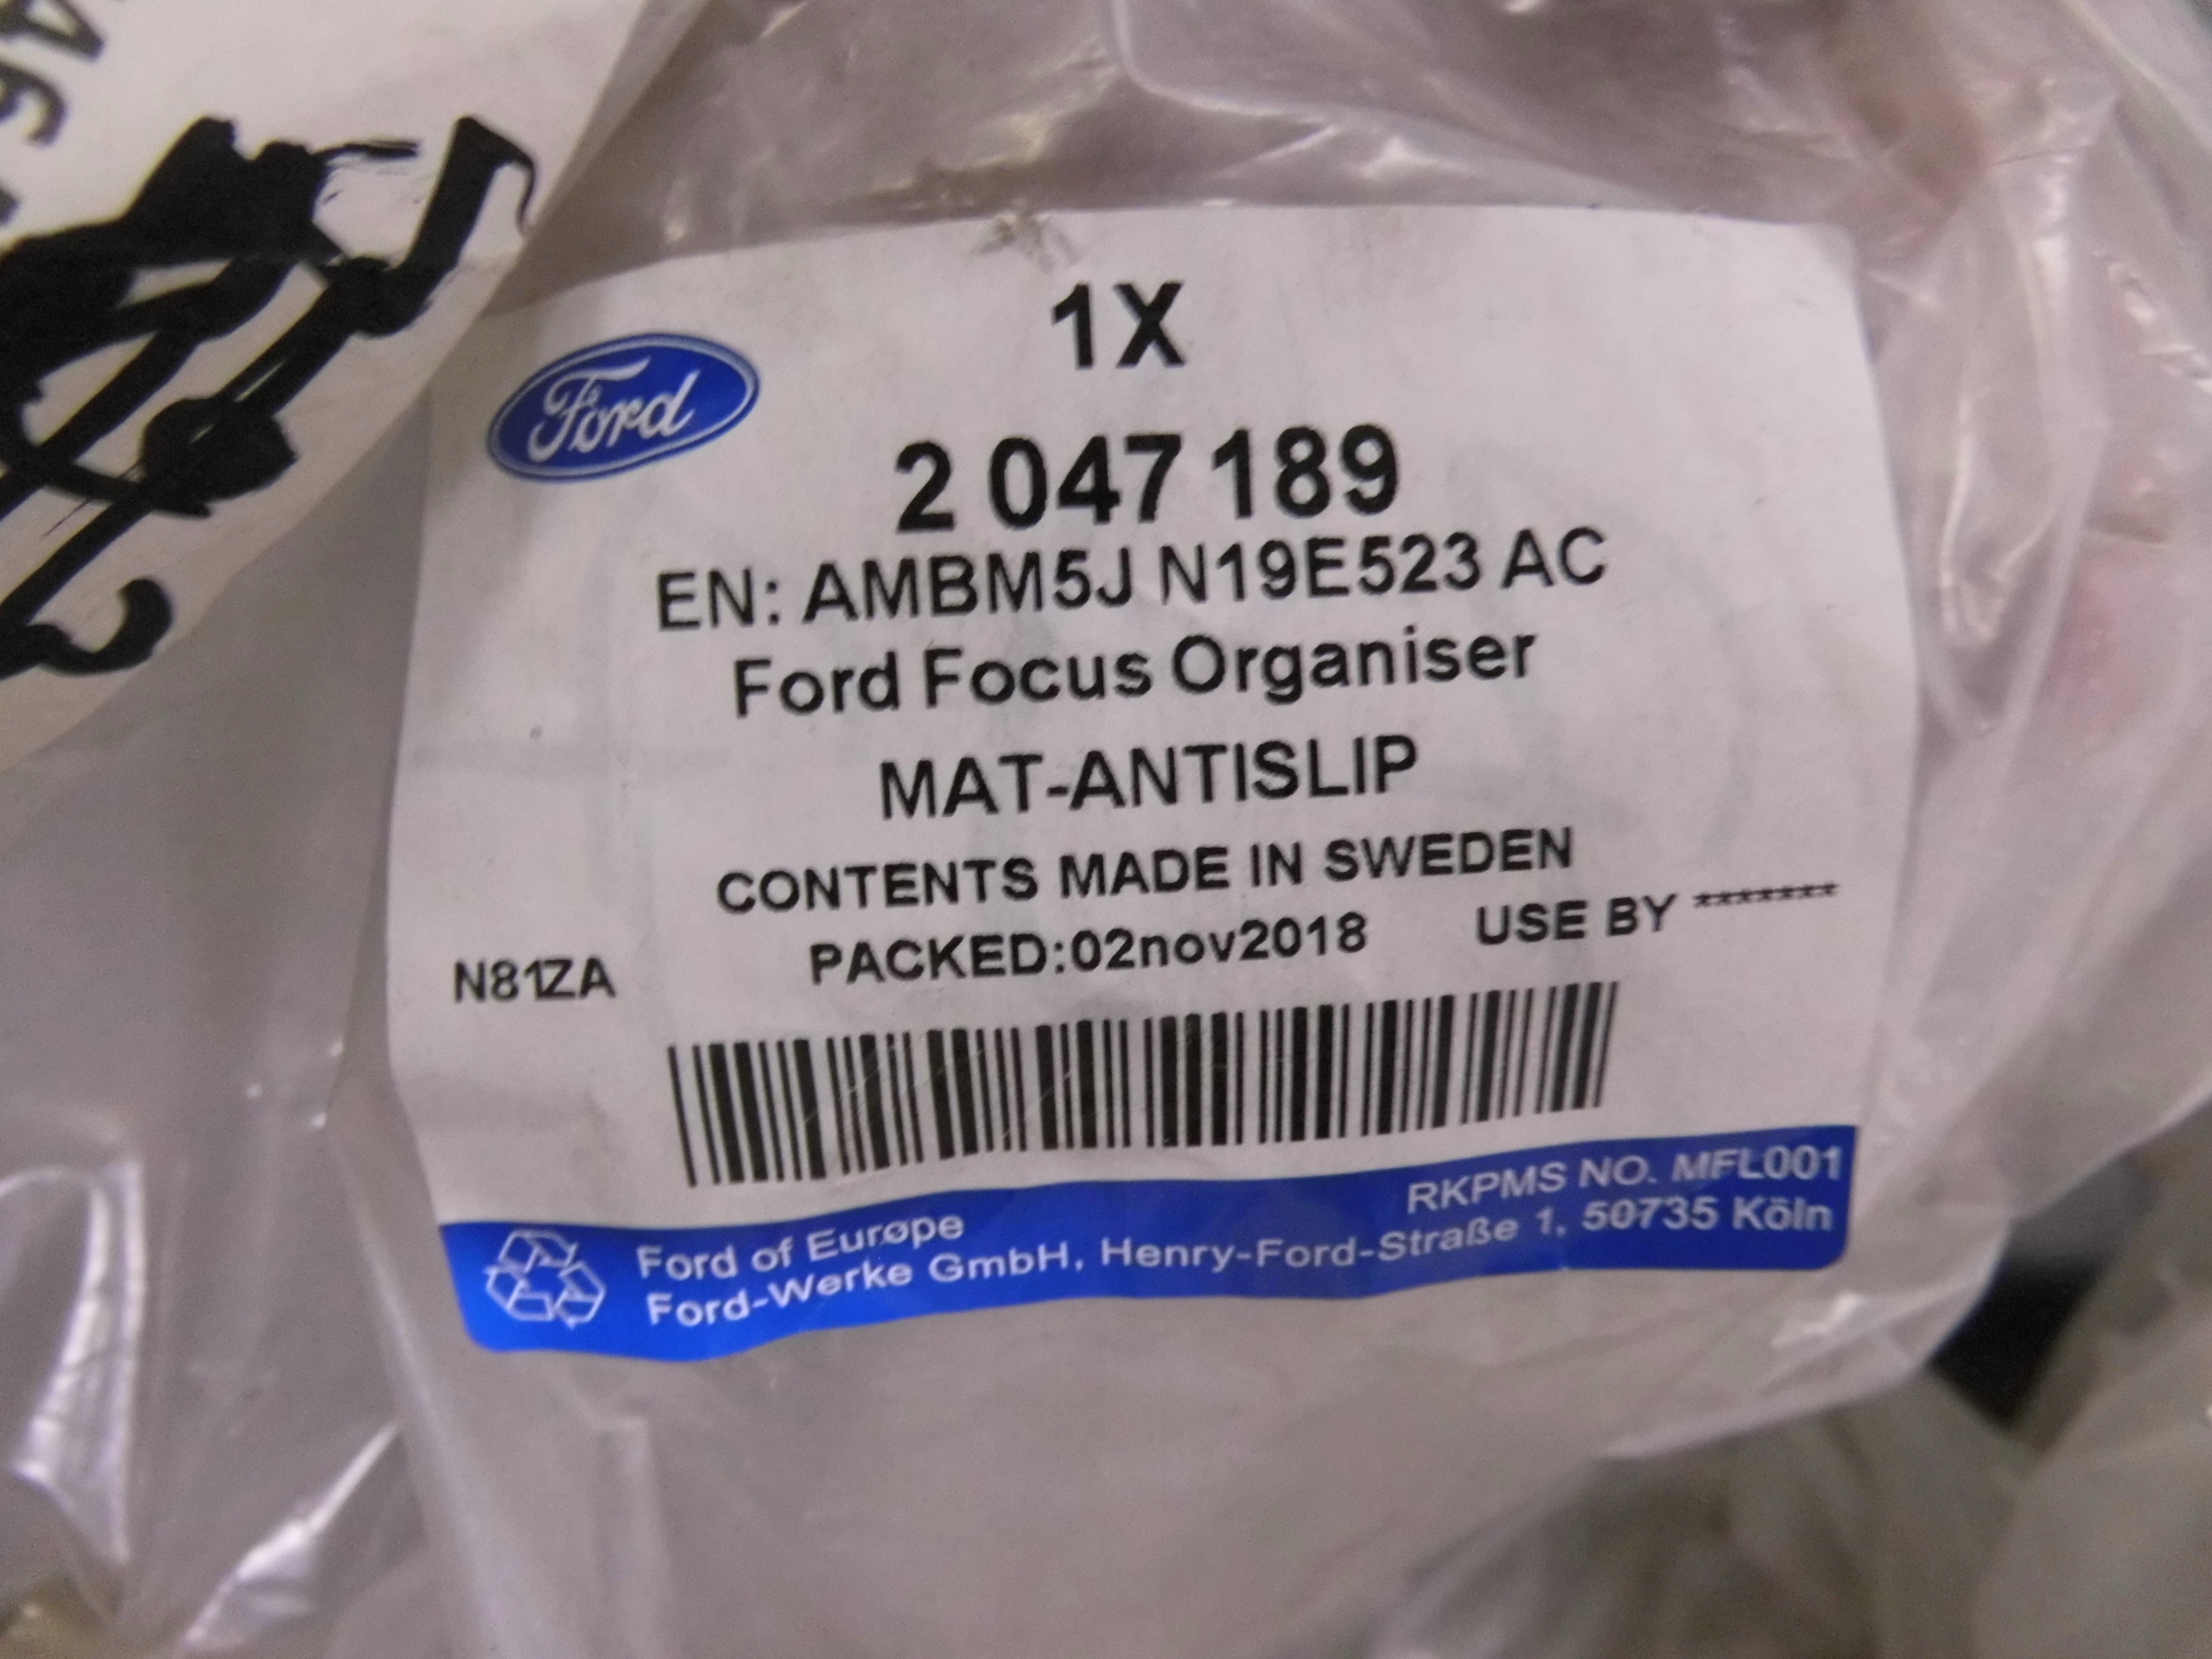 46
1X
Ford
2 047 189
EN: AMBM5J N19E523 AC
Ford Focus Organiser
MAT-ANTISLIP
CONTENTS MADE IN SWEDEN
N81ZA PACKED:02nov2018 USE BY *******
RKPMS NO. MFL001
Ford of Europe
Ford-Werke GmbH, Henry-Ford-Straße 1, 50735 Köln